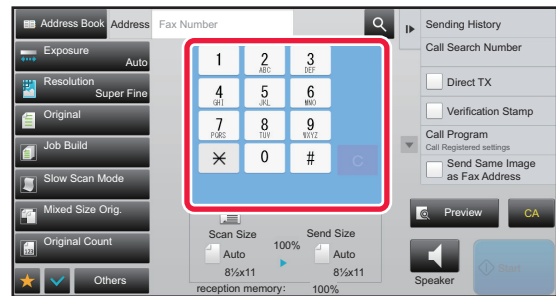 Address Book Address Fax Number
Sending History
Call Search Number
Direct TX
Verification Stamp
Call Program
Call Registered settings
Send Same Image
as Fax Address
Preview CA
Speaker Start
Exposure
Auto
Resolution
Super Fine
Original
Job Build
Slow Scan Mode
Mixed Size Orig.
Original Count
Others
1 2 3
ABC DEF
4 5 6
GHI JKL MNO
7 8 9
PQRS TUV WXYZ
0 #
C
Scan Size Send Size
100%
Auto Auto
8½x11 8½x11
reception memory: 100%